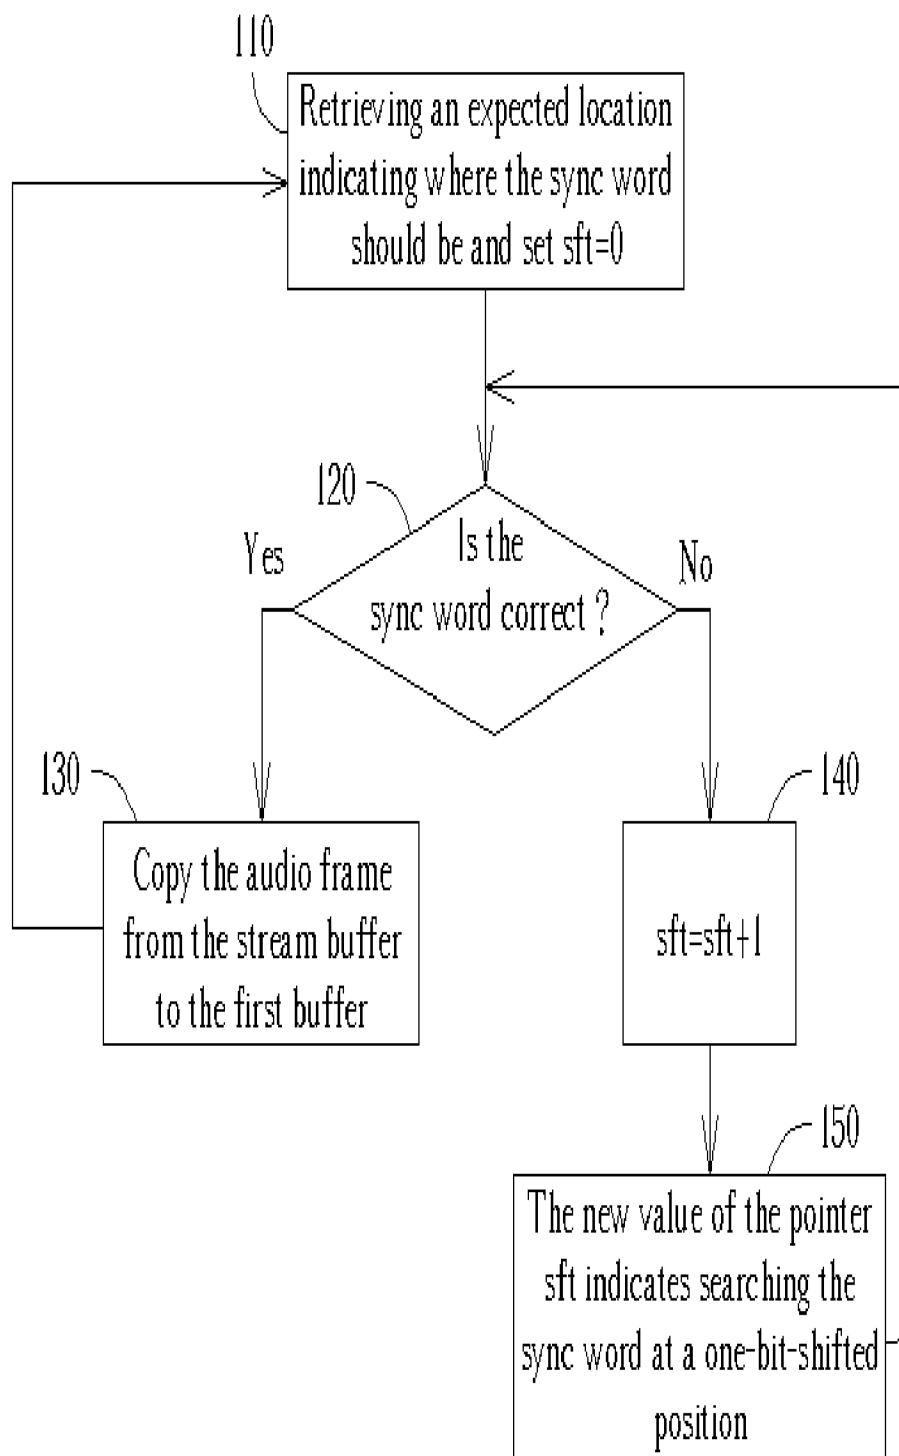 110
Retrieving an expected location
indicating where the sync word
should be and set sft=0
120
Is the
sync word correct ?
Yes
No
130
Copy the audio frame
from the stream buffer
to the first buffer
140
sft=sft+1
150
The new value of the pointer
sft indicates searching the
sync word at a one-bit-shifted
position